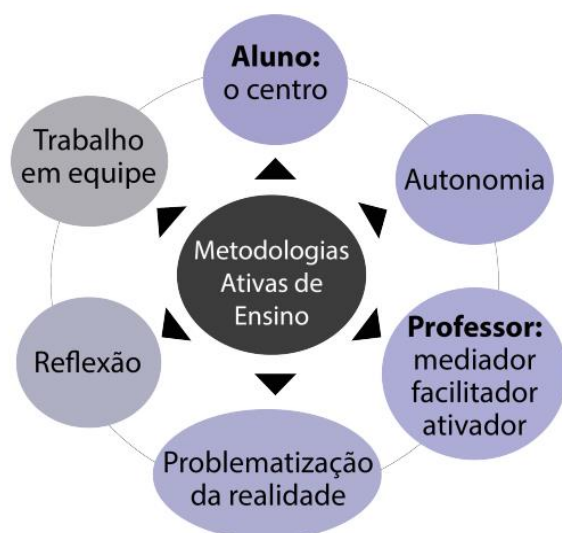 Aluno:
o centro
Autonomia
Professor:
mediador
facilitador
ativador
Problematização
da realidade
Reflexão
Trabalho
em equipe
Metodologias
Ativas de
Ensino